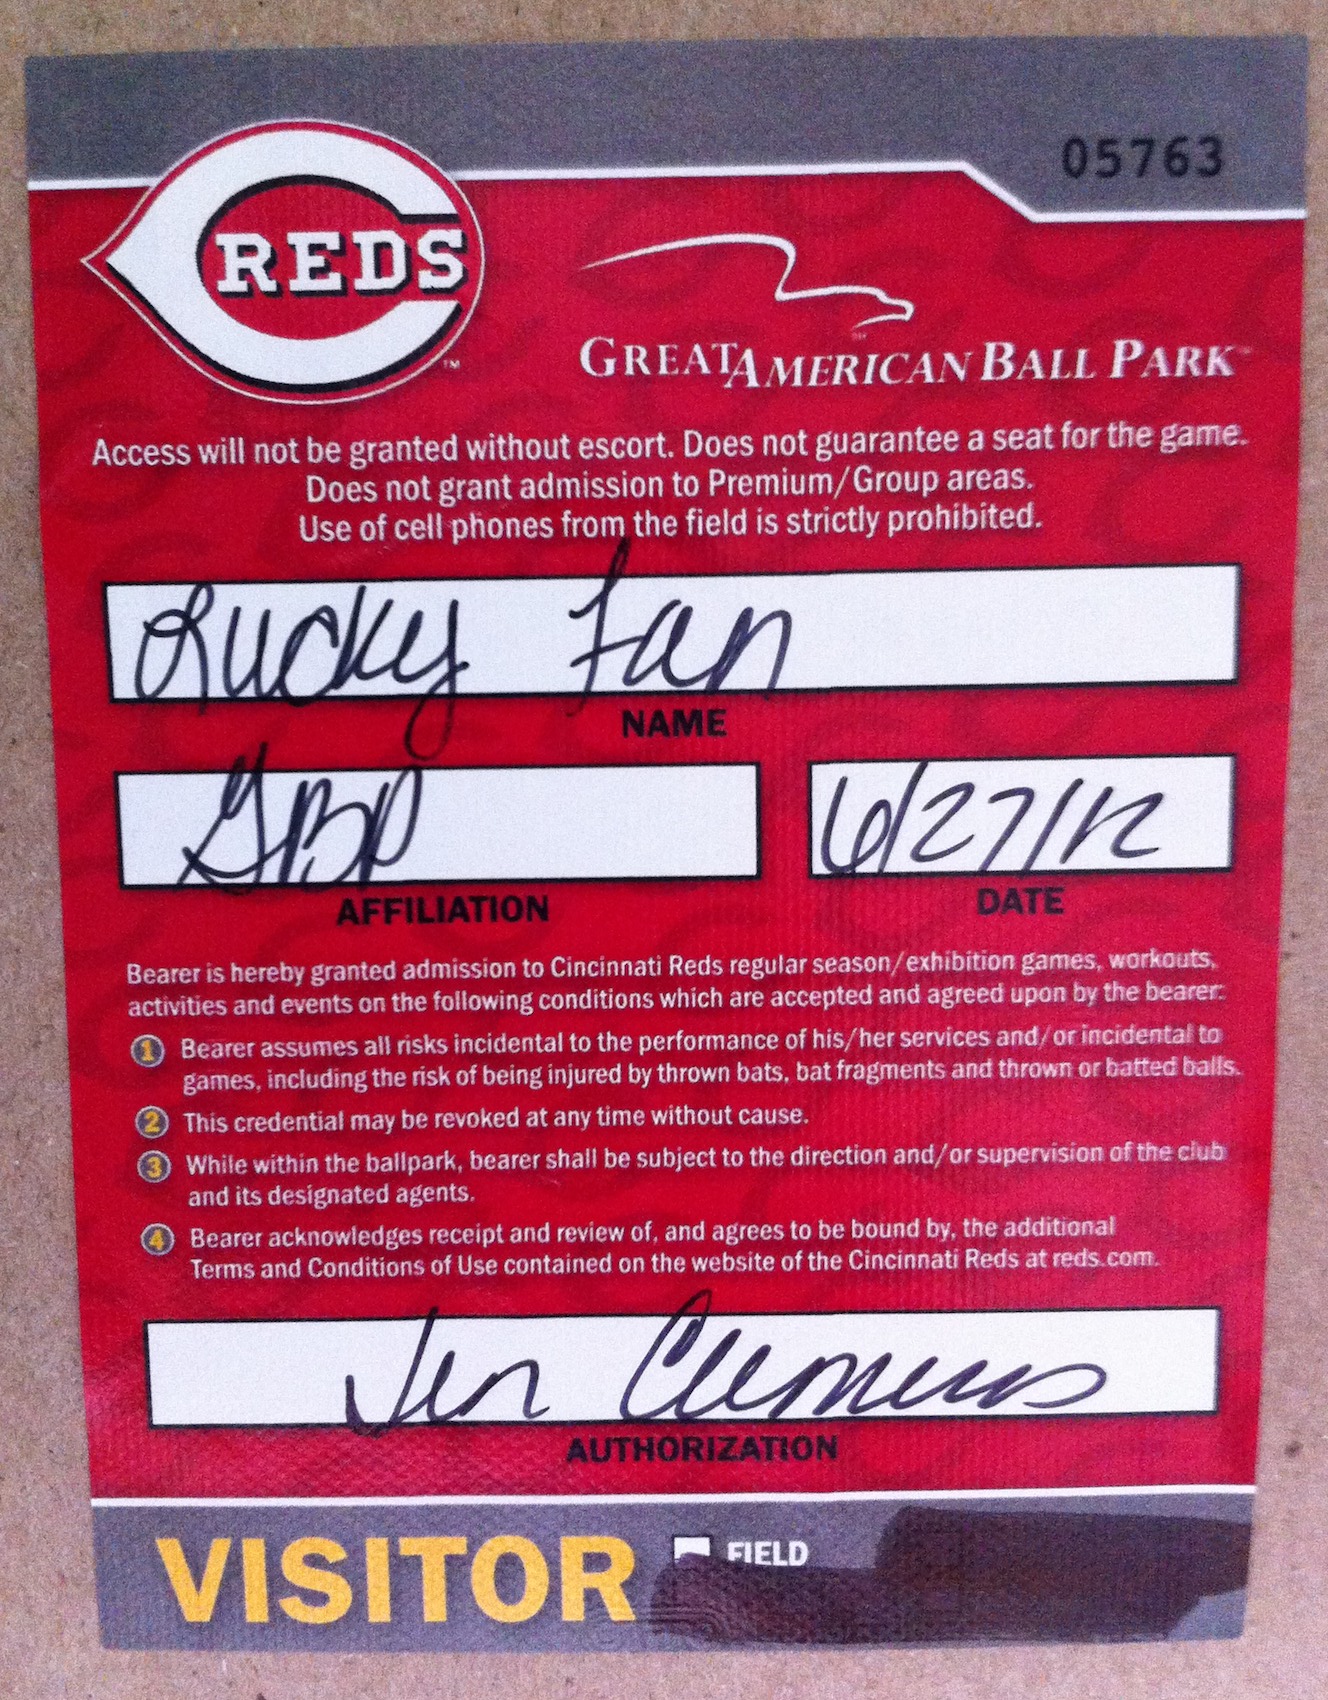 05763
REDS
™
GREAT AMERICAN BALL PARK™
Access will not be granted without escort. Does not guarantee a seat for the game.
Does not grant admission to Premium/Group areas.
Use of cell phones from the field is strictly prohibited.
Lucky Fan
NAME
GBP 6/27/12
AFFILIATION DATE
Bearer is hereby granted admission to Cincinnati Reds regular season/exhibition games, workouts,
activities and events on the following conditions which are accepted and agreed upon by the bearer:
1 Bearer assumes all risks incidental to the performance of his/her services and/or incidental to
games, including the risk of being injured by thrown bats, bat fragments and thrown or batted balls.
2 This credential may be revoked at any time without cause.
3 While within the ballpark, bearer shall be subject to the direction and/or supervision of the club
and its designated agents.
4 Bearer acknowledges receipt and review of, and agrees to be bound by, the additional
Terms and Conditions of Use contained on the website of the Cincinnati Reds at reds.com.
Jen Clemens
AUTHORIZATION
VISITOR FIELD